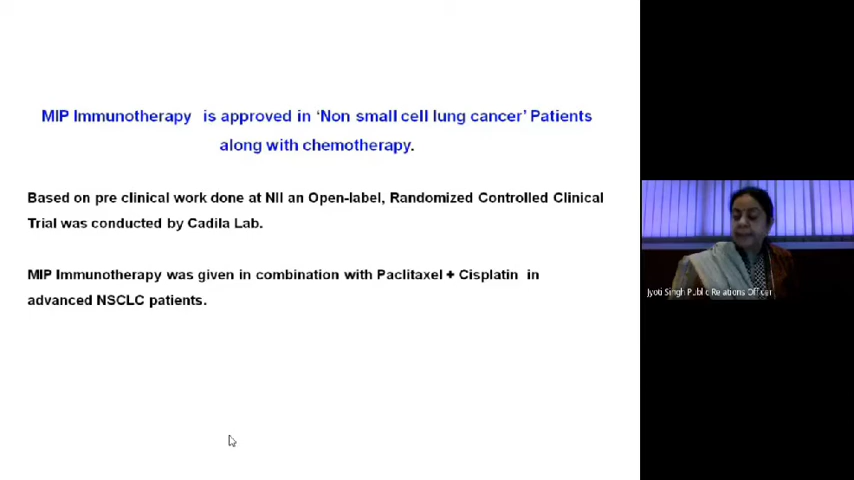 MIP Immunotherapy is approved in ‘Non small cell lung cancer’ Patients
along with chemotherapy.
Based on pre clinical work done at NII an Open-label, Randomized Controlled Clinical
Trial was conducted by Cadila Lab.
MIP Immunotherapy was given in combination with Paclitaxel + Cisplatin in
advanced NSCLC patients.
Jyoti Singh Public Relations Officer